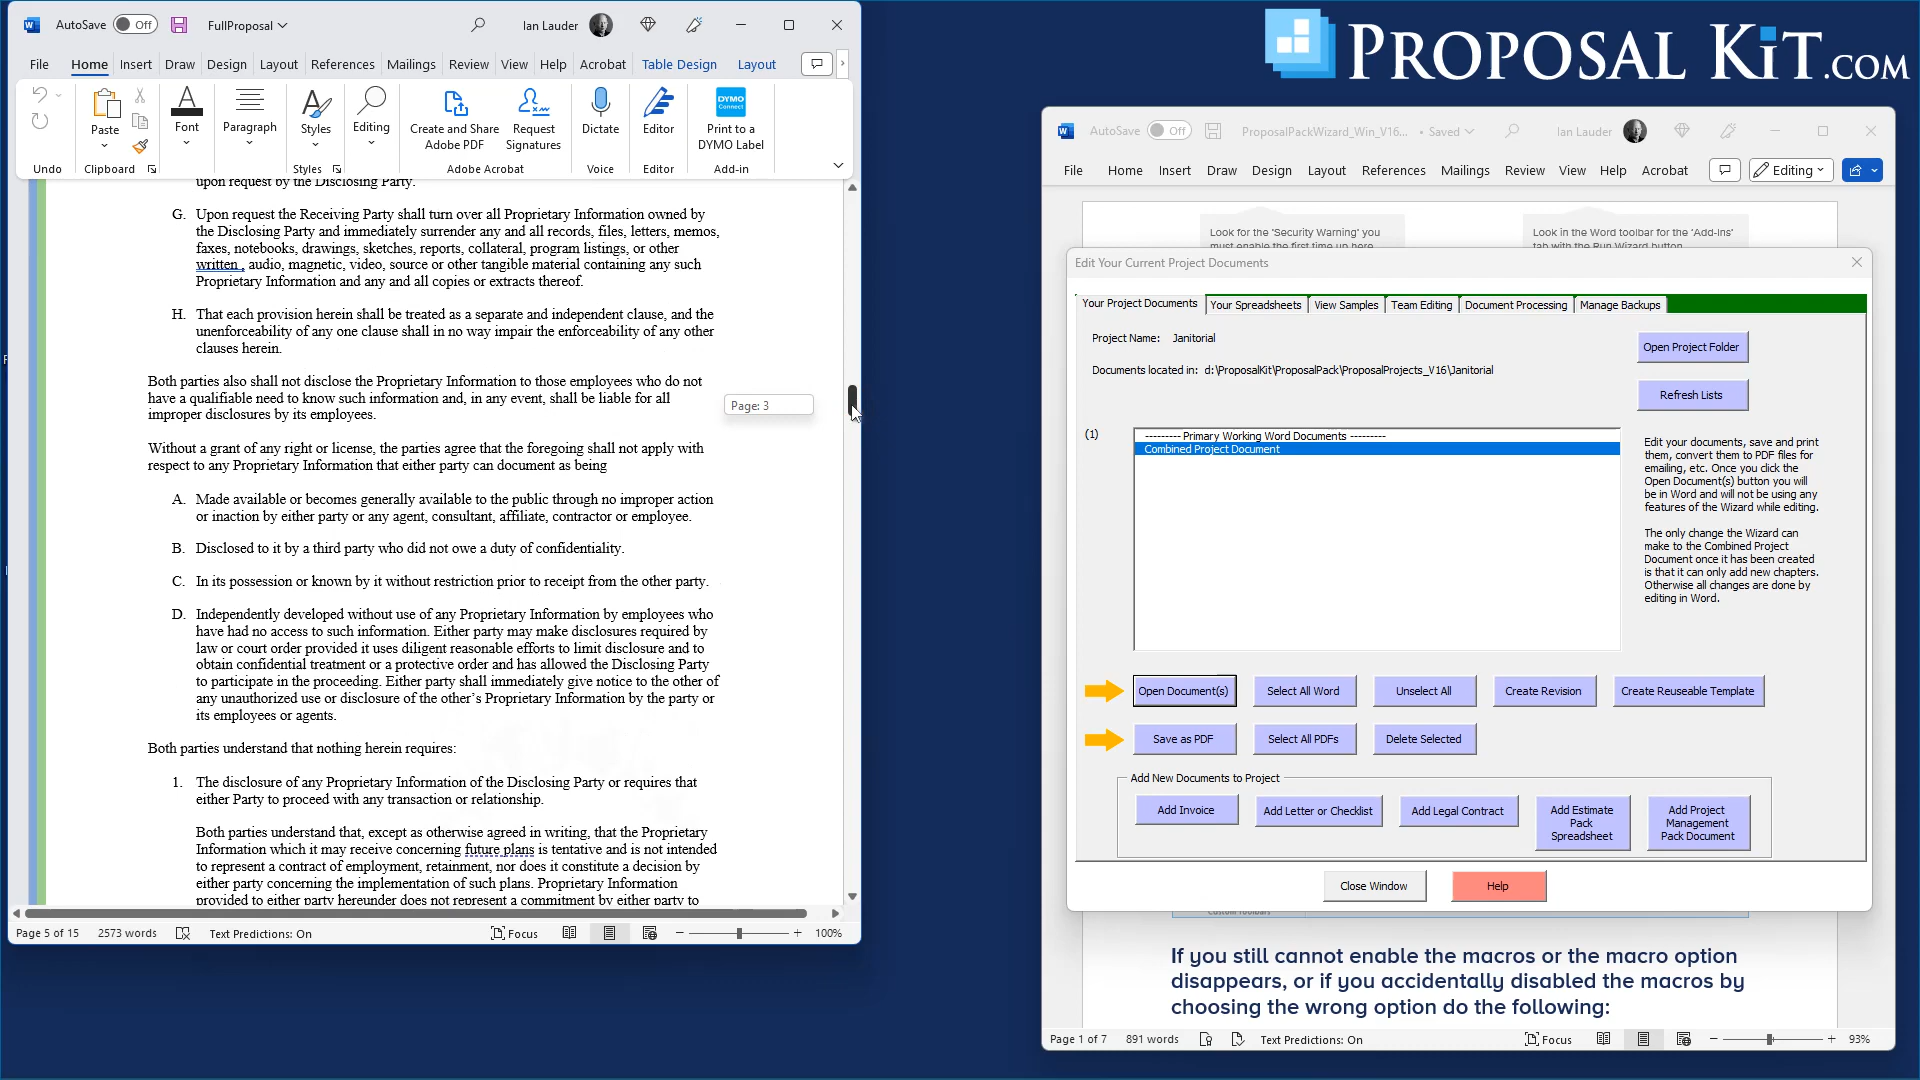 AutoSave Off FullProposal Ian Lauder
File Home Insert Draw Design Layout References Mailings Review View Help Acrobat Table Design Layout
Paste Font Paragraph Styles Editing Create and Share Adobe PDF Request Signatures Dictate Editor DYMO Connect Print to a DYMO Label
Undo Clipboard Styles Adobe Acrobat Voice Editor Add-in
upon request by the Disclosing Party.
G. Upon request the Receiving Party shall turn over all Proprietary Information owned by
the Disclosing Party and immediately surrender any and all records, files, letters, memos,
faxes, notebooks, drawings, sketches, reports, collateral, program listings, or other
written , audio, magnetic, video, source or other tangible material containing any such
Proprietary Information and any and all copies or extracts thereof.
H. That each provision herein shall be treated as a separate and independent clause, and the
unenforceability of any one clause shall in no way impair the enforceability of any other
clauses herein.
Both parties also shall not disclose the Proprietary Information to those employees who do not
have a qualifiable need to know such information and, in any event, shall be liable for all
improper disclosures by its employees.
Page: 3
Without a grant of any right or license, the parties agree that the foregoing shall not apply with
respect to any Proprietary Information that either party can document as being
A. Made available or becomes generally available to the public through no improper action
or inaction by either party or any agent, consultant, affiliate, contractor or employee.
B. Disclosed to it by a third party who did not owe a duty of confidentiality.
C. In its possession or known by it without restriction prior to receipt from the other party.
D. Independently developed without use of any Proprietary Information by employees who
have had no access to such information. Either party may make disclosures required by
law or court order provided it uses diligent reasonable efforts to limit disclosure and to
obtain confidential treatment or a protective order and has allowed the Disclosing Party
to participate in the proceeding. Either party shall immediately give notice to the other of
any unauthorized use or disclosure of the other's Proprietary Information by the party or
its employees or agents.
Both parties understand that nothing herein requires:
1. The disclosure of any Proprietary Information of the Disclosing Party or requires that
either Party to proceed with any transaction or relationship.
Both parties understand that, except as otherwise agreed in writing, that the Proprietary
Information which it may receive concerning future plans is tentative and is not intended
to represent a contract of employment, retainment, nor does it constitute a decision by
either party concerning the implementation of such plans. Proprietary Information
provided to either party hereunder does not represent a commitment by either party to
Page 5 of 15 2573 words Text Predictions: On Focus 100%
PROPOSAL KIT.COM
AutoSave Off ProposalPackWizard_Win_V16... • Saved Ian Lauder
File Home Insert Draw Design Layout References Mailings Review View Help Acrobat Editing
Look for the 'Security Warning' you
must enable the first time up here
Look in the Word toolbar for the 'Add-ins'
tab with the Run Wizard button
Edit Your Current Project Documents
Your Project Documents Your Spreadsheets View Samples Team Editing Document Processing Manage Backups
Project Name: Janitorial
Open Project Folder
Documents located in: d:\ProposalKit\ProposalPack\ProposalProjects_V16\Janitorial
Refresh Lists
(1)
--------- Primary Working Word Documents ---------
Combined Project Document
Edit your documents, save and print
them, convert them to PDF files for
emailing, etc. Once you click the
Open Document(s) button you will
be in Word and will not be using any
features of the Wizard while editing.
The only change the Wizard can
make to the Combined Project
Document once it has been created
is that it can only add new chapters.
Otherwise all changes are done by
editing in Word.
Open Document(s) Select All Word Unselect All Create Revision Create Reuseable Template
Save as PDF Select All PDFs Delete Selected
Add New Documents to Project
Add Invoice Add Letter or Checklist Add Legal Contract Add Estimate Pack Spreadsheet Add Project Management Pack Document
Close Window Help
Custom Toolbars
If you still cannot enable the macros or the macro option
disappears, or if you accidentally disabled the macros by
choosing the wrong option do the following:
Page 1 of 7 891 words Text Predictions: On Focus 93%